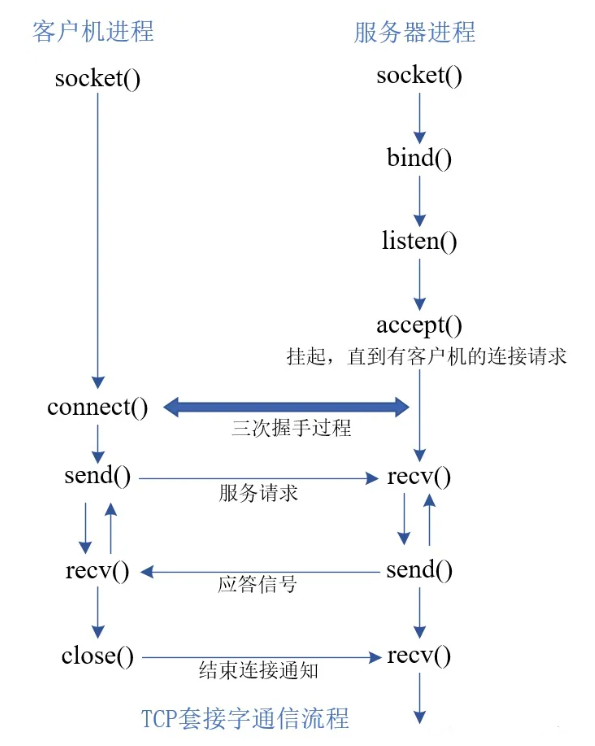 客户机进程 服务器进程
socket() socket()
bind()
listen()
accept()
挂起，直到有客户机的连接请求
connect()
三次握手过程
send() recv()
服务请求
recv() send()
应答信号
close() recv()
结束连接通知
TCP套接字通信流程